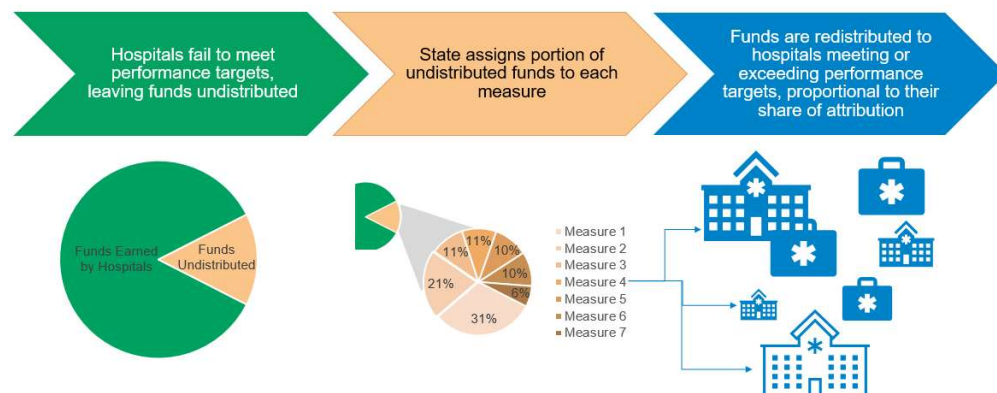 Hospitals fail to meet
performance targets,
leaving funds undistributed
State assigns portion of
undistributed funds to each
measure
Funds are redistributed to
hospitals meeting or
exceeding performance
targets, proportional to their
share of attribution
Funds Earned
by Hospitals
Funds
Undistributed
11%
11%
10%
10%
6%
21%
31%
Measure 1
Measure 2
Measure 3
Measure 4
Measure 5
Measure 6
Measure 7